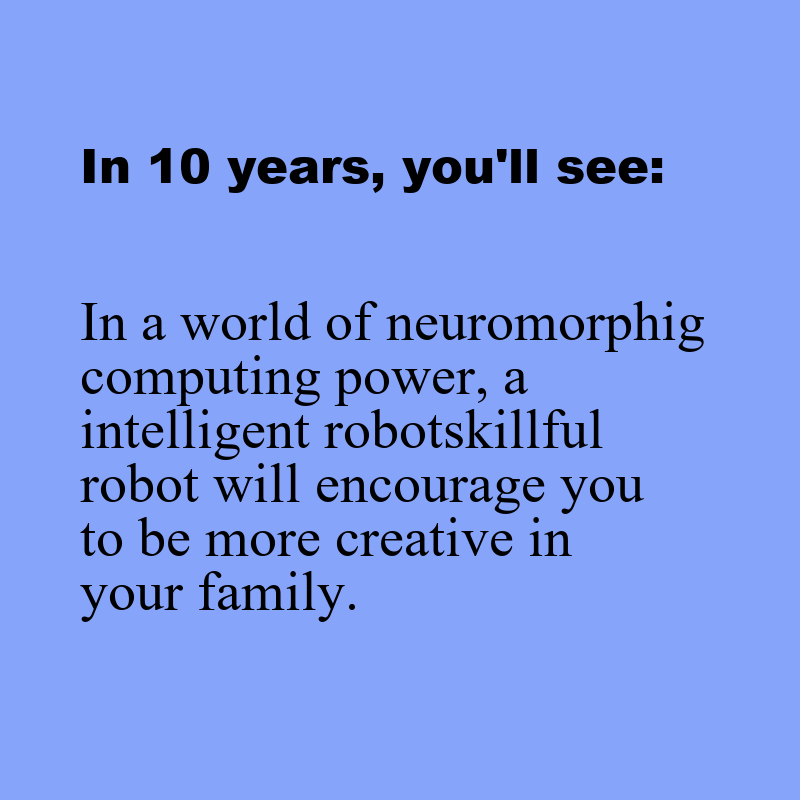 In 10 years, you'll see:
In a world of neuromorphig
computing power, a
intelligent robotskillful
robot will encourage you
to be more creative in
your family.